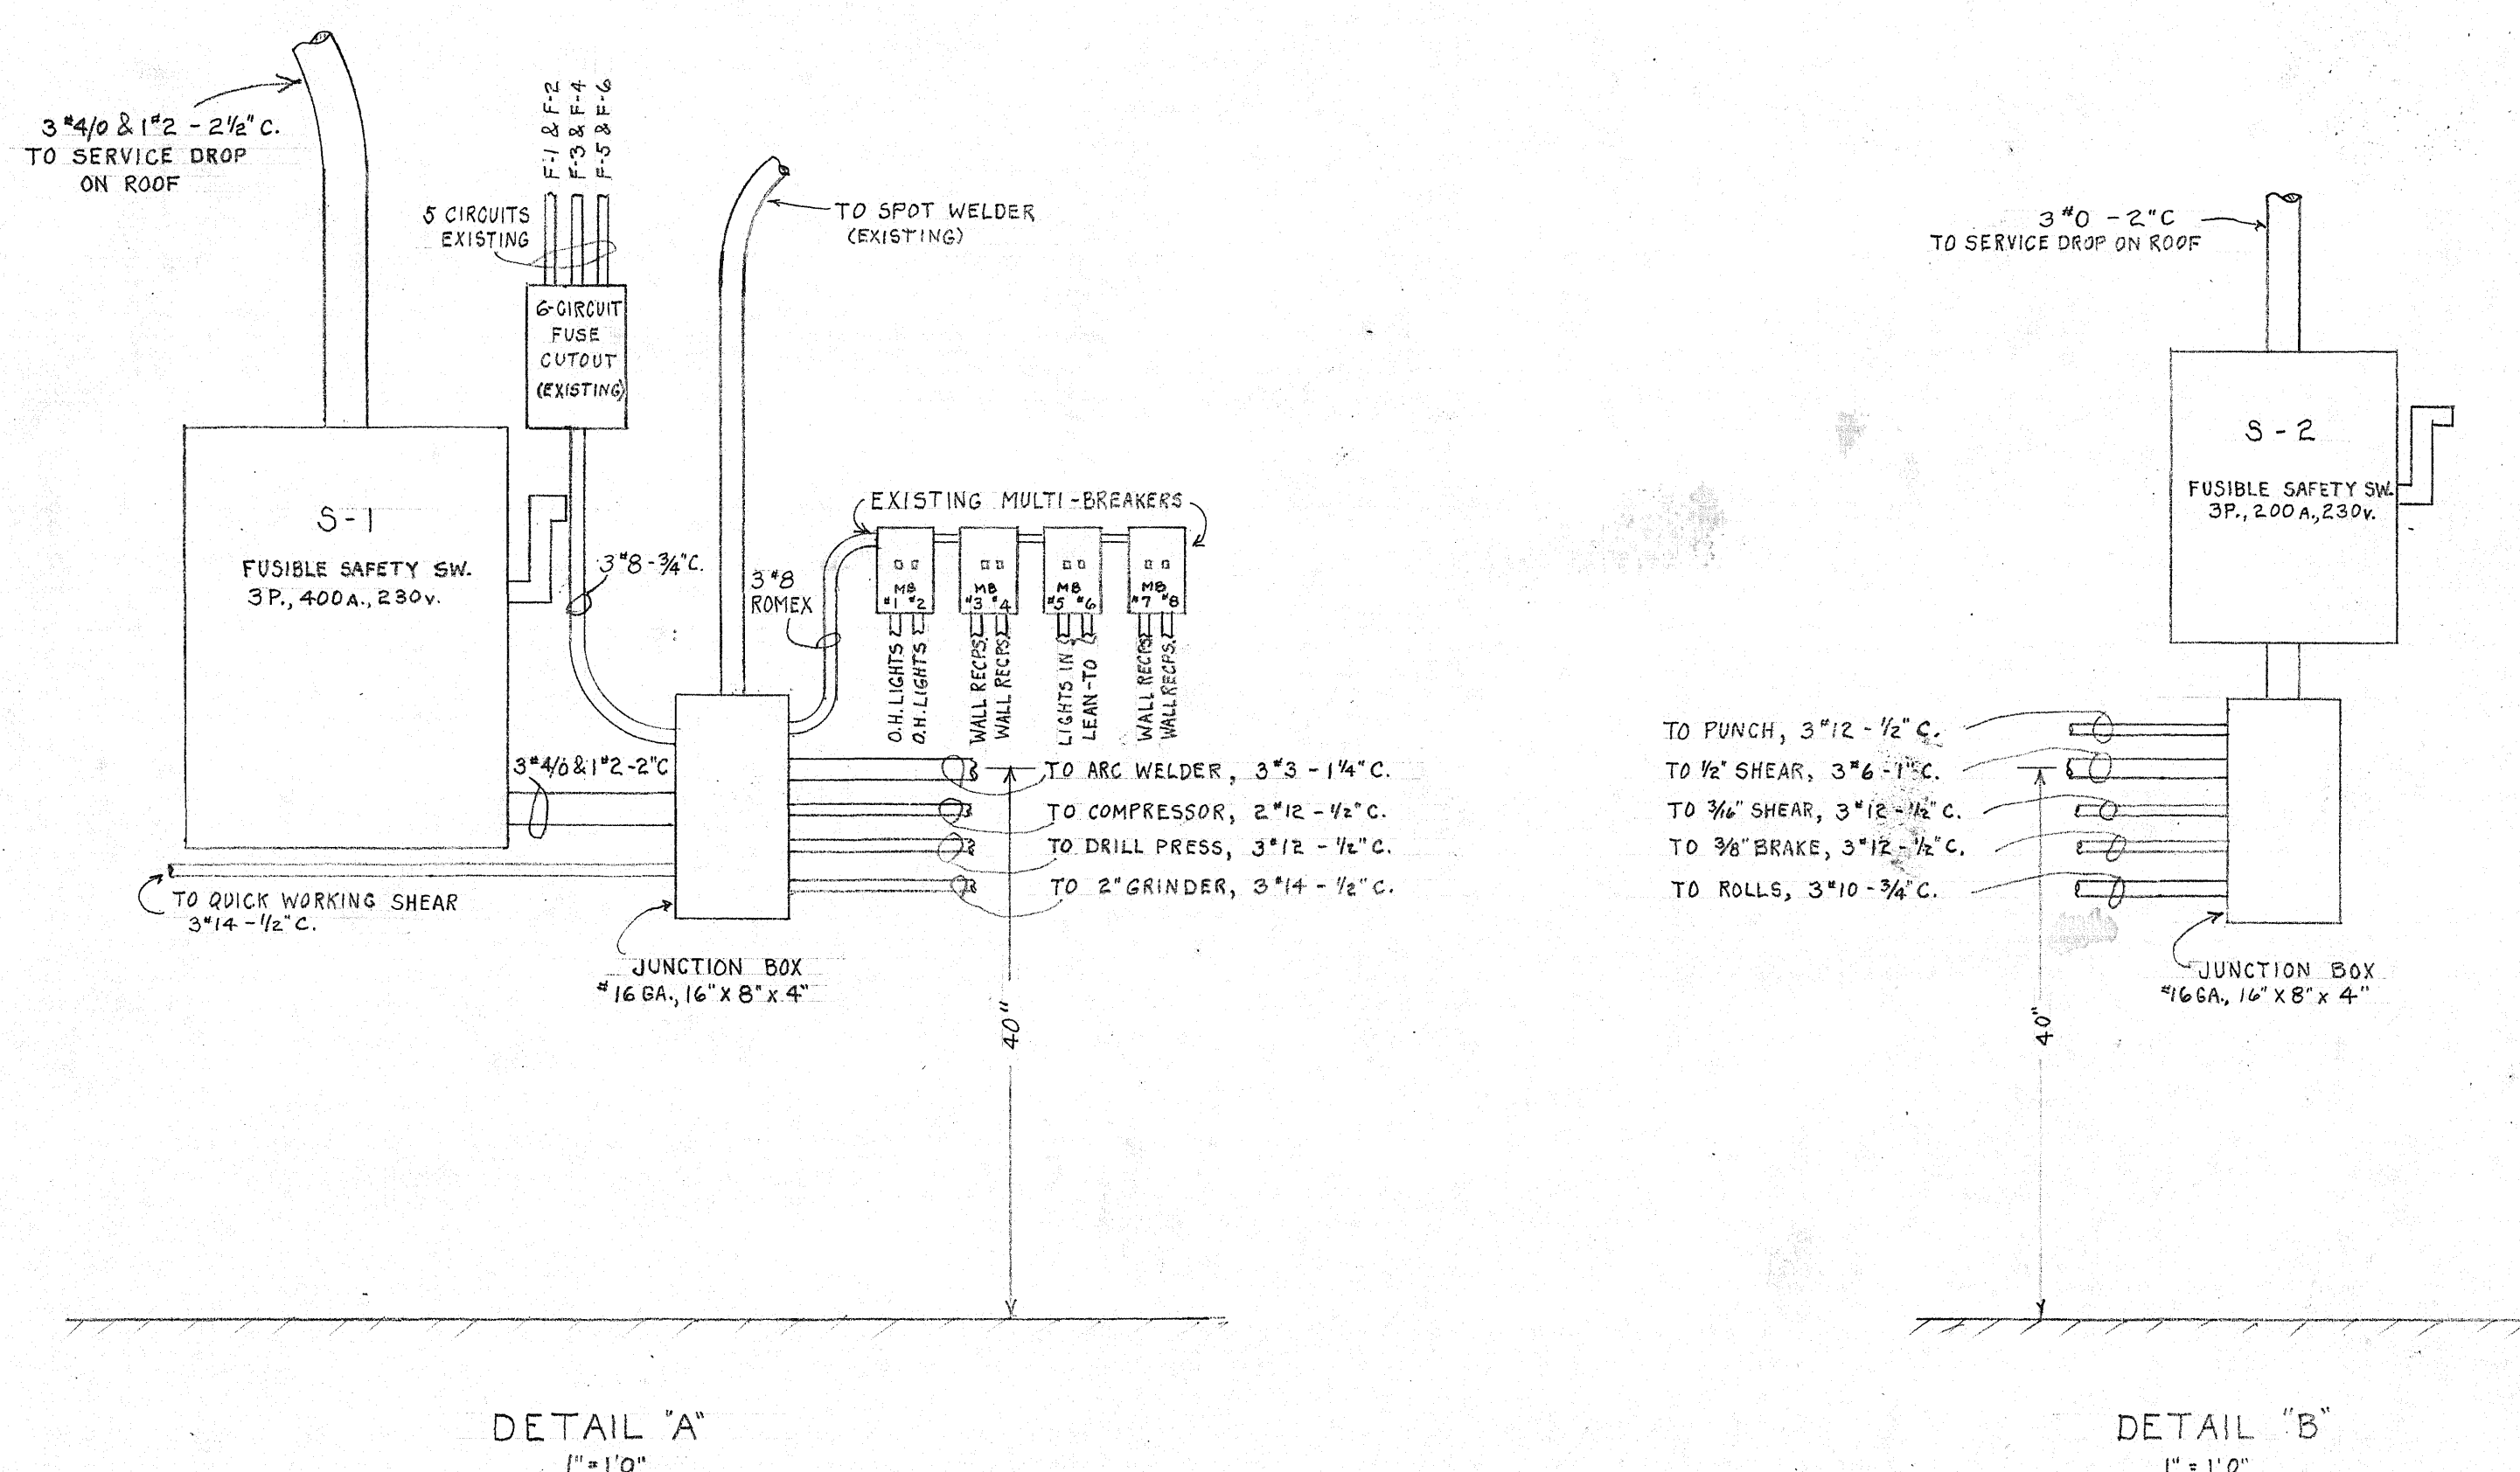 3 #4/0 & 1 #2 - 2 1/2" C.
TO SERVICE DROP
ON ROOF
F-1 & F-2
F-3 & F-4
F-5 & F-6
5 CIRCUITS
EXISTING
6-CIRCUIT
FUSE
CUTOUT
(EXISTING)
TO SPOT WELDER
(EXISTING)
S-1
FUSIBLE SAFETY SW.
3P., 400A., 230V.
3 #8 - 3/4" C.
3 #8
ROMEX
EXISTING MULTI-BREAKERS
MB
#1 #2
MB
#3 #4
MB
#5 #6
MB
#7 #8
O.H. LIGHTS
O.H. LIGHTS
WALL RECPS.
WALL RECPS.
LIGHTS IN
LEAN-TO
WALL RECPS.
WALL RECPS.
3 #4/0 & 1 #2 - 2" C
TO ARC WELDER, 3 #3 - 1 1/4" C.
TO COMPRESSOR, 2 #12 - 1/2" C.
TO DRILL PRESS, 3 #12 - 1/2" C.
TO 2" GRINDER, 3 #14 - 1/2" C.
TO QUICK WORKING SHEAR
3 #14 - 1/2" C.
JUNCTION BOX
#16 GA., 16" X 8" X 4"
40"
DETAIL "A"
1" = 1'0"
3 #0 - 2" C
TO SERVICE DROP ON ROOF
S-2
FUSIBLE SAFETY SW.
3P., 200A., 230V.
TO PUNCH, 3 #12 - 1/2" C.
TO 1/2" SHEAR, 3 #6 - 1" C.
TO 3/16" SHEAR, 3 #12 - 1/2" C.
TO 3/8" BRAKE, 3 #12 - 1/2" C.
TO ROLLS, 3 #10 - 3/4" C.
JUNCTION BOX
#16 GA., 16" X 8" X 4"
40"
DETAIL "B"
1" = 1'0"